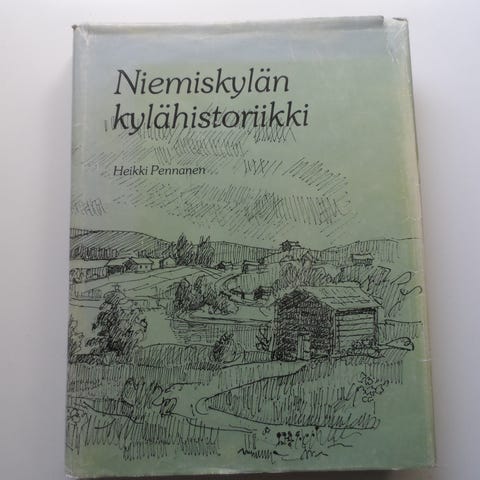 Niemiskylän
kylähistoriikki
Heikki Pennanen